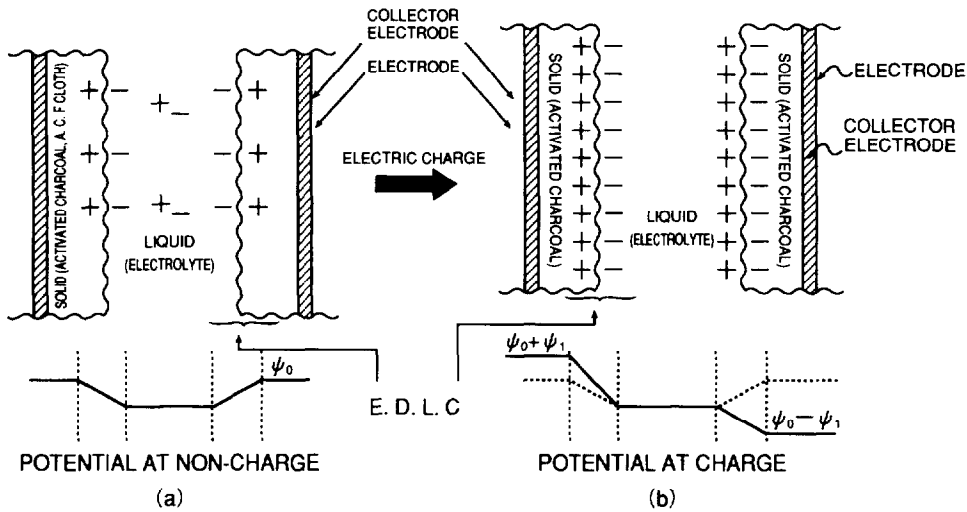 COLLECTOR
ELECTRODE
ELECTRODE
SOLID (ACTIVATED CHARCOAL, A. C. F CLOTH)
+ − + − − +
+ − − +
+ − + − − +
LIQUID
(ELECTROLYTE)
ELECTRIC CHARGE
SOLID (ACTIVATED CHARCOAL)
+ − + −
+ − + −
+ − + −
+ − + −
+ − + −
+ − + −
+ − + −
+ − + −
+ − + −
LIQUID
(ELECTROLYTE)
SOLID (ACTIVATED CHARCOAL)
ELECTRODE
COLLECTOR
ELECTRODE
ψ₀
E. D. L. C
ψ₀+ψ₁
ψ₀−ψ₁
POTENTIAL AT NON-CHARGE
(a)
POTENTIAL AT CHARGE
(b)